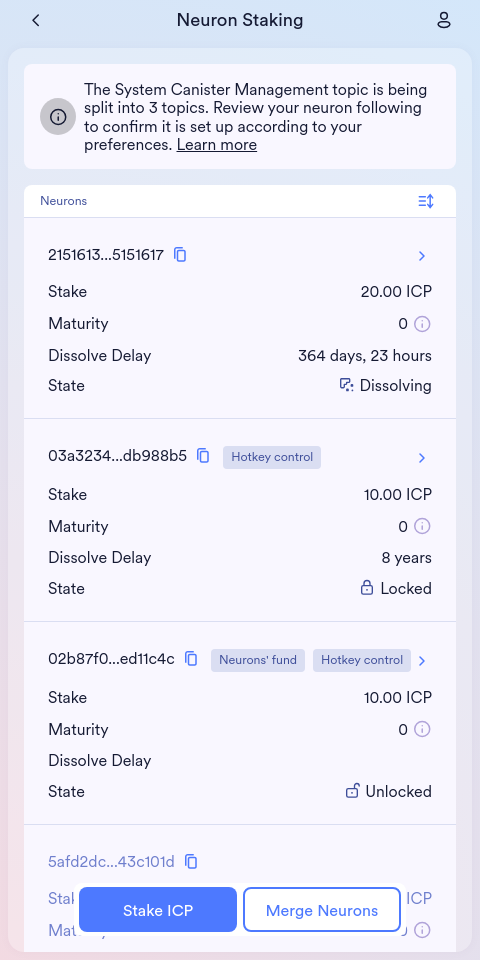 Neuron Staking
The System Canister Management topic is being
split into 3 topics. Review your neuron following
to confirm it is set up according to your
preferences. Learn more
Neurons
2151613...5151617
Stake 20.00 ICP
Maturity 0
Dissolve Delay 364 days, 23 hours
State Dissolving
03a3234...db988b5 Hotkey control
Stake 10.00 ICP
Maturity 0
Dissolve Delay 8 years
State Locked
02b87f0...ed11c4c Neurons' fund Hotkey control
Stake 10.00 ICP
Maturity 0
Dissolve Delay
State Unlocked
5afd2dc...43c101d
ICP
Stake ICP Merge Neurons